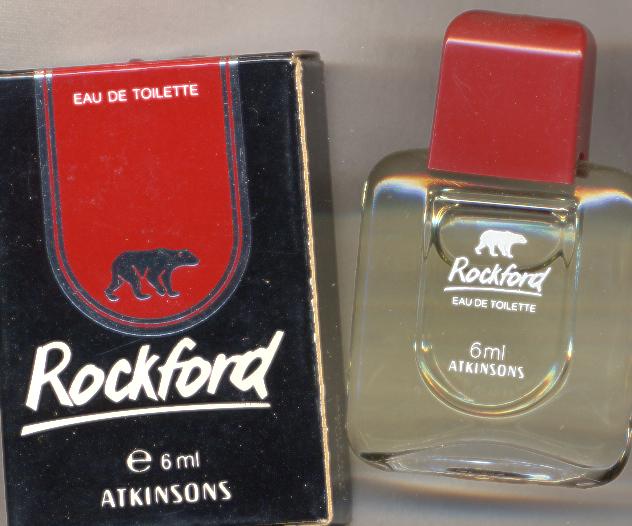 EAU DE TOILETTE
Rockford
℮ 6 ml
ATKINSONS
Rockford
EAU DE TOILETTE
6ml
ATKINSONS